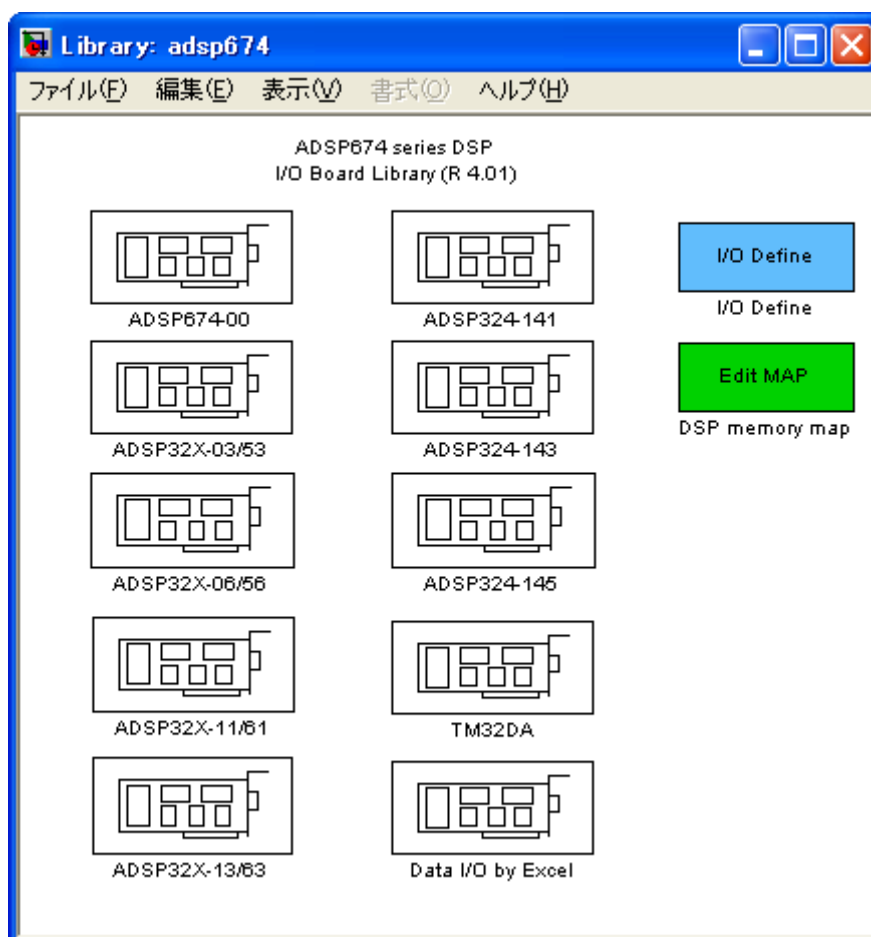 Library: adsp674
ファイル(F) 編集(E) 表示(V) 書式(O) ヘルプ(H)
ADSP674 series DSP
I/O Board Library (R 4.01)
ADSP674-00
ADSP324-141
I/O Define
I/O Define
ADSP32X-03/53
ADSP324-143
Edit MAP
DSP memory map
ADSP32X-06/56
ADSP324-145
ADSP32X-11/61
TM32DA
ADSP32X-13/63
Data I/O by Excel